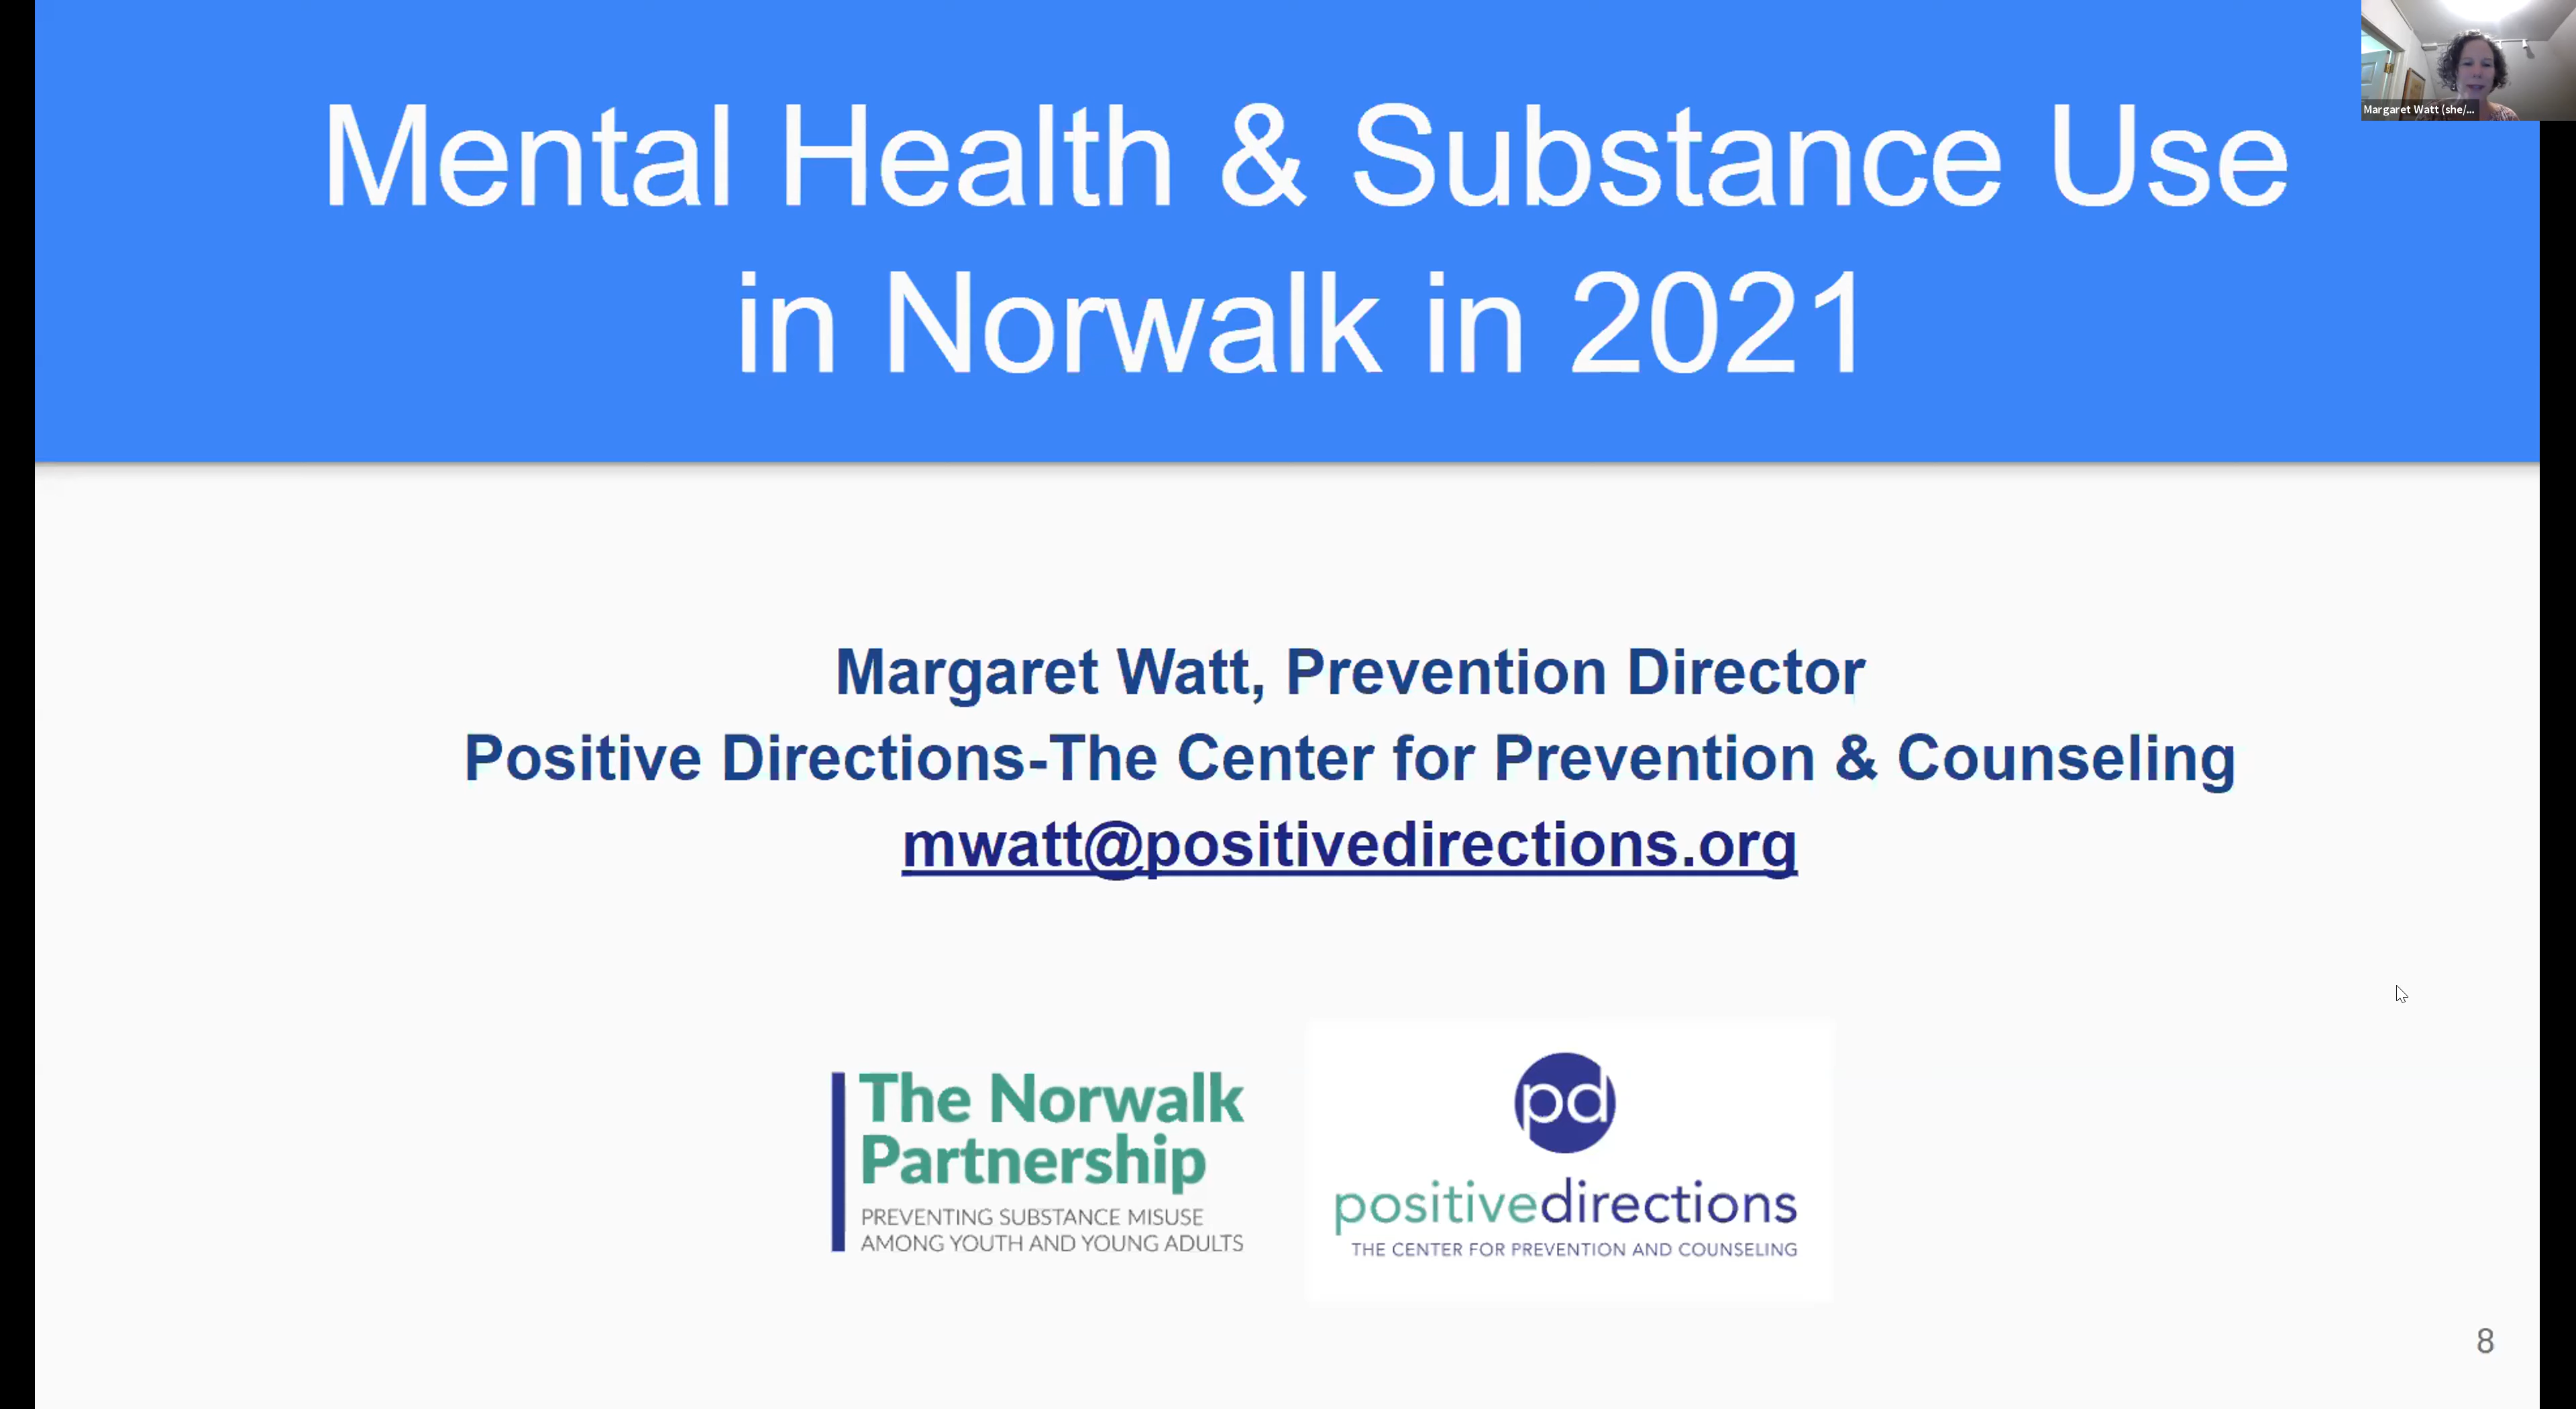 Mental Health & Substance Use
in Norwalk in 2021
Margaret Watt (she/...
Margaret Watt, Prevention Director
Positive Directions-The Center for Prevention & Counseling
mwatt@positivedirections.org
The Norwalk
Partnership
PREVENTING SUBSTANCE MISUSE
AMONG YOUTH AND YOUNG ADULTS
pd
positivedirections
THE CENTER FOR PREVENTION AND COUNSELING
8